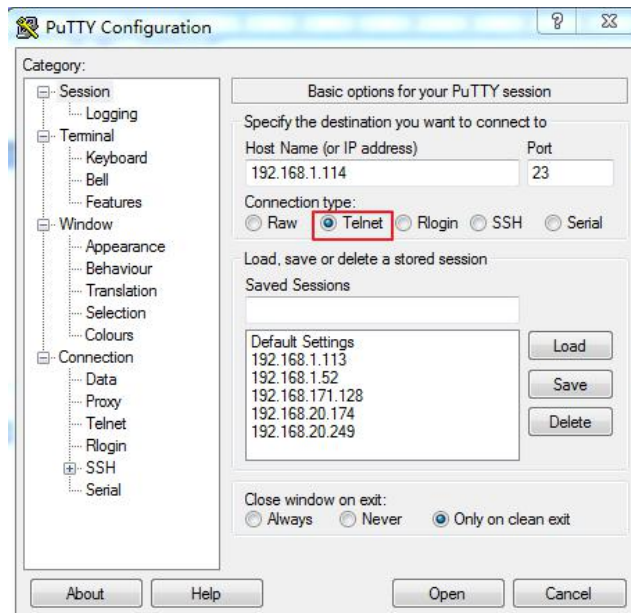 PuTTY Configuration
Category:
Session
Logging
Terminal
Keyboard
Bell
Features
Window
Appearance
Behaviour
Translation
Selection
Colours
Connection
Data
Proxy
Telnet
Rlogin
SSH
Serial
Basic options for your PuTTY session
Specify the destination you want to connect to
Host Name (or IP address) Port
192.168.1.114 23
Connection type:
Raw Telnet Rlogin SSH Serial
Load, save or delete a stored session
Saved Sessions
Default Settings
192.168.1.113
192.168.1.52
192.168.171.128
192.168.20.174
192.168.20.249
Load
Save
Delete
Close window on exit:
Always Never Only on clean exit
About Help Open Cancel